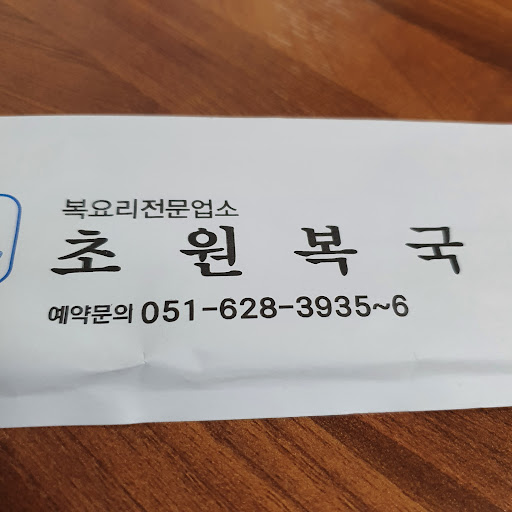 복요리전문업소
초 원 복 국
예약문의 051-628-3935~6